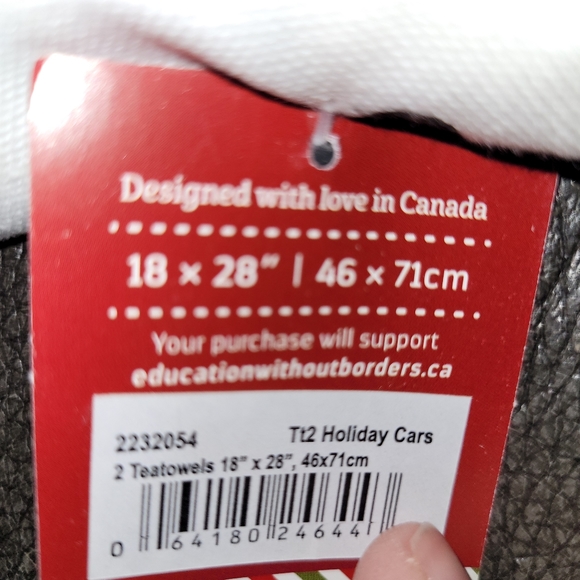 Designed with love in Canada
18 x 28" | 46 x 71cm
Your purchase will support
educationwithoutborders.ca
2232054 Tt2 Holiday Cars
2 Teatowels 18" x 28", 46x71cm
0 64180 24644